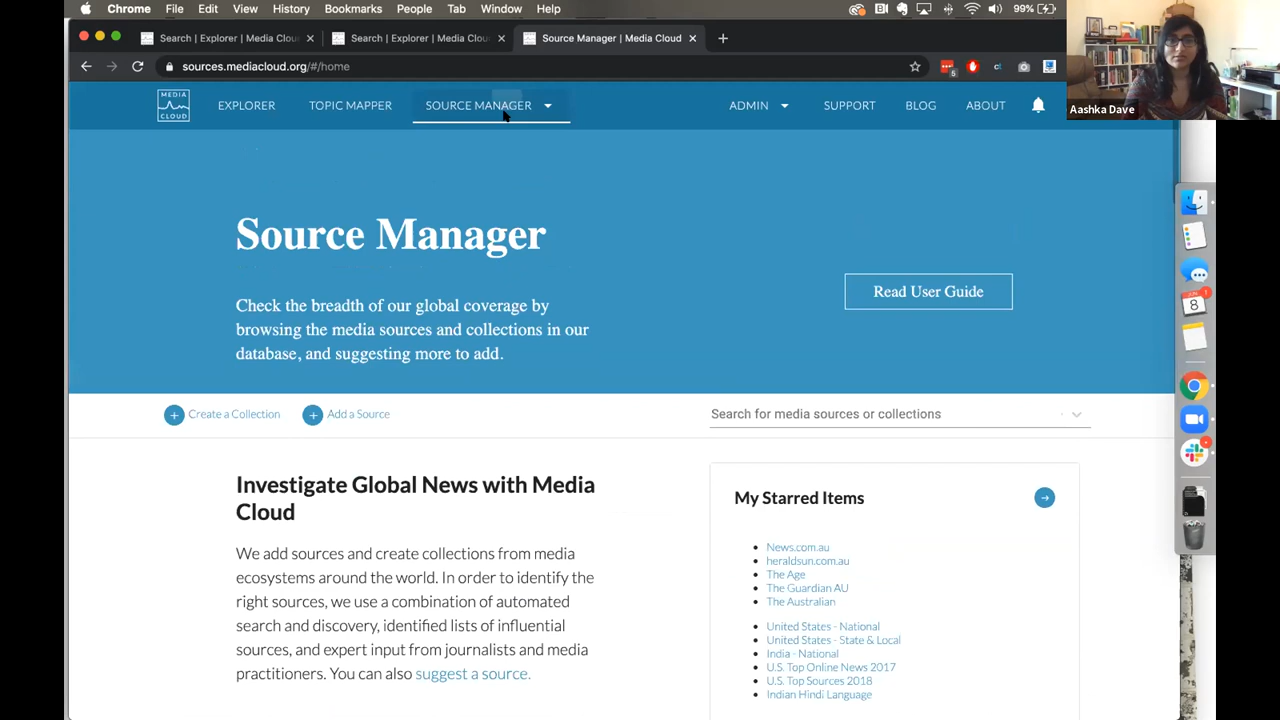 Chrome File Edit View History Bookmarks People Tab Window Help 99%
Search | Explorer | Media Clou
Search | Ex plorer | Media Clou
Source Manager | Media Cloud
sources.mediacloud.org/#/home
5
Aashka Dave
MEDIA
CLOUD
EXPLORER TOPIC MAPPER SOURCE MANAGER ADMIN SUPPORT BLOG ABOUT
Source Manager
Check the breadth of our global coverage by
browsing the media sources and collections in our
database, and suggesting more to add.
Read User Guide
Create a Collection Add a Source
Search for media sources or collections
Investigate Global News with Media
Cloud
We add sources and create collections from media
ecosystems around the world. In order to identify the
right sources, we use a combination of automated
search and discovery, identified lists of influential
sources, and expert input from journalists and media
practitioners. You can also suggest a source.
My Starred Items
News.com.au
heraldsun.com.au
The Age
The Guardian AU
The Australian
United States - National
United States - State & Local
India - National
U.S. Top Online News 2017
U.S. Top Sources 2018
Indian Hindi Language
1
8